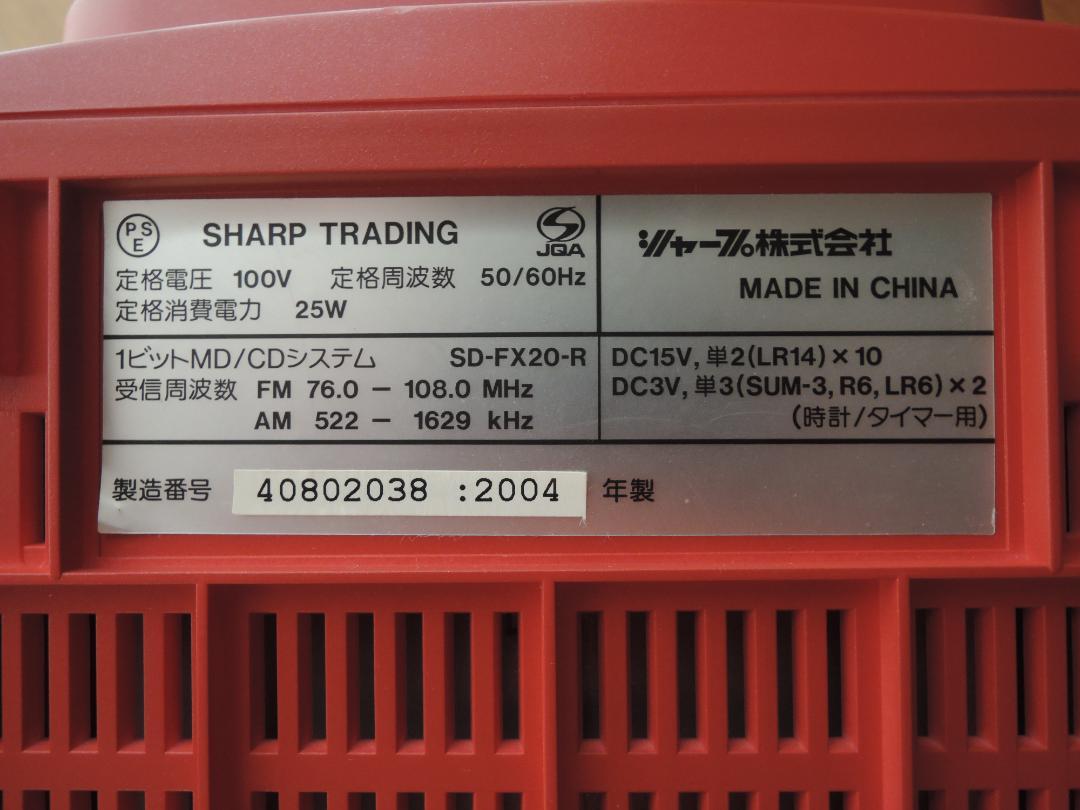 PSE SHARP TRADING JQA
定格電圧 100V 定格周波数 50/60Hz
定格消費電力 25W
シャープ株式会社
MADE IN CHINA
1ビットMD/CDシステム SD-FX20-R
受信周波数 FM 76.0 − 108.0 MHz
AM 522 − 1629 kHz
DC15V, 単2(LR14)×10
DC3V, 単3(SUM-3, R6, LR6)×2
(時計/タイマー用)
製造番号 40802038 :2004 年製